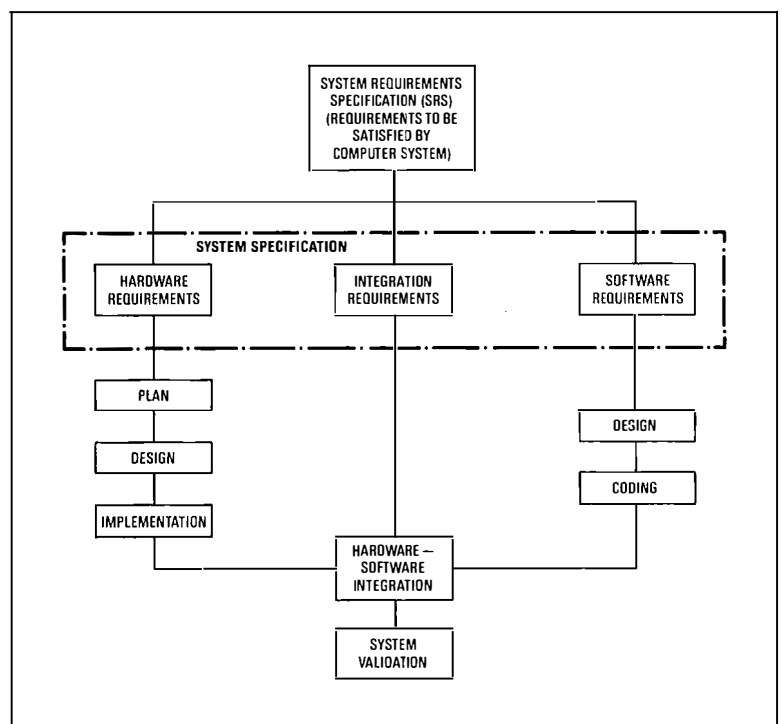 SYSTEM REQUIREMENTS
SPECIFICATION (SRS)
(REQUIREMENTS TO BE
SATISFIED BY
COMPUTER SYSTEM)
SYSTEM SPECIFICATION
HARDWARE
REQUIREMENTS
INTEGRATION
REQUIREMENTS
SOFTWARE
REQUIREMENTS
PLAN
DESIGN
IMPLEMENTATION
DESIGN
CODING
HARDWARE —
SOFTWARE
INTEGRATION
SYSTEM
VALIDATION